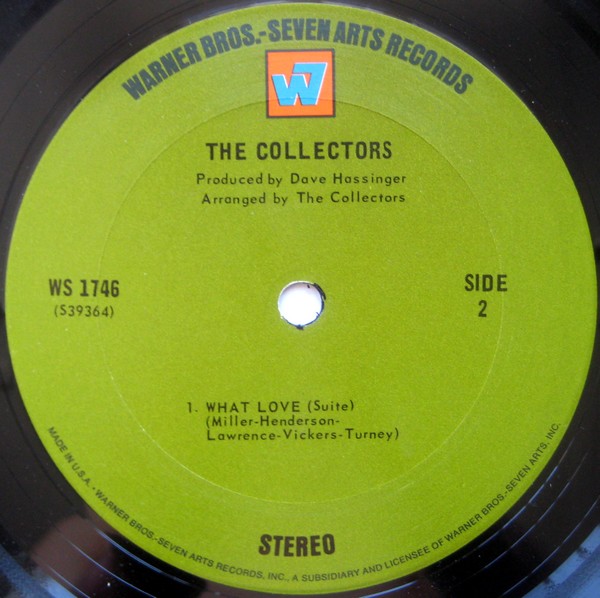 WARNER BROS.-SEVEN ARTS RECORDS
W7
THE COLLECTORS
Produced by Dave Hassinger
Arranged by The Collectors
WS 1746
(S39364)
SIDE
2
1. WHAT LOVE (Suite)
(Miller-Henderson-
Lawrence-Vickers-Turney)
STEREO
MADE IN U.S.A. - WARNER BROS.-SEVEN ARTS RECORDS, INC., A SUBSIDIARY AND LICENSEE OF WARNER BROS.-SEVEN ARTS, INC.